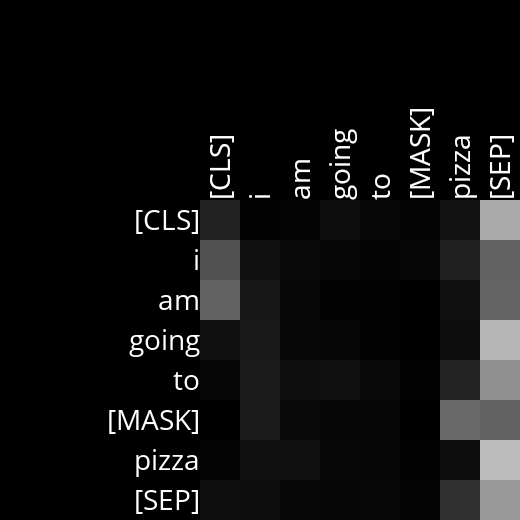 [CLS] i am going to [MASK] pizza [SEP]
[CLS]
i
am
going
to
[MASK]
pizza
[SEP]